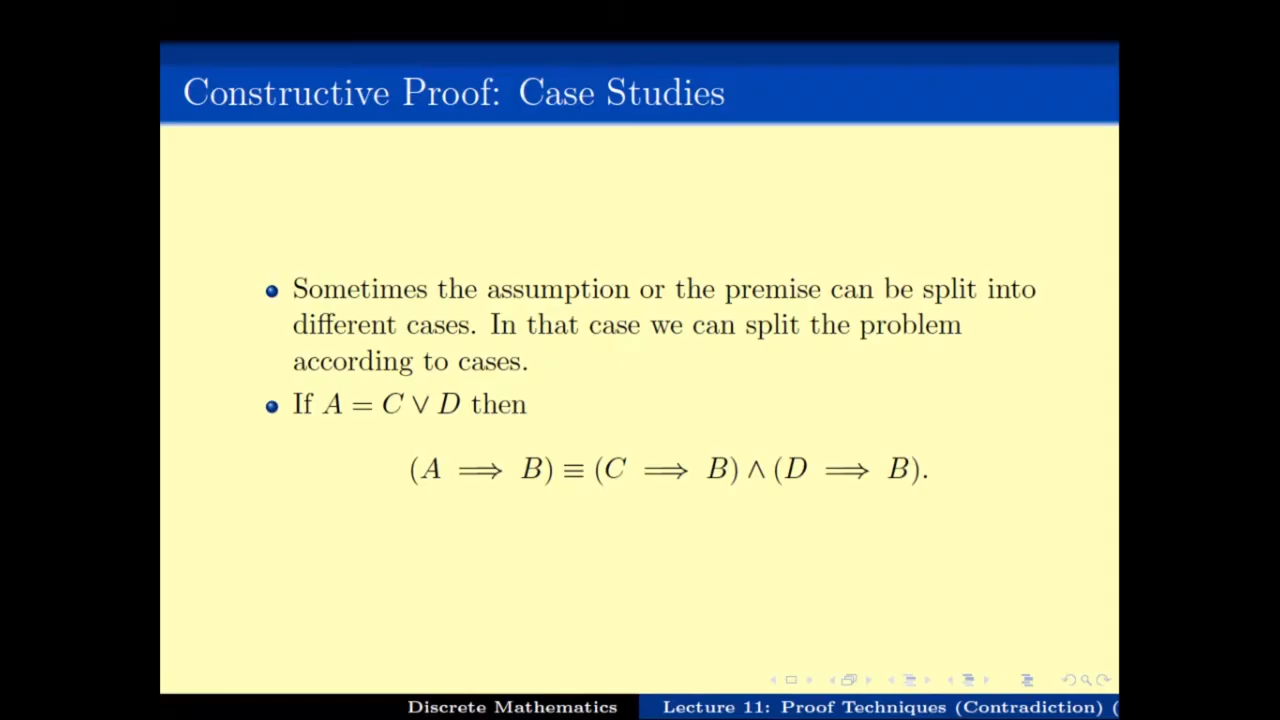 Constructive Proof: Case Studies
Sometimes the assumption or the premise can be split into
different cases. In that case we can split the problem
according to cases.
If A = C ∨ D then
(A ⟹ B) ≡ (C ⟹ B) ∧ (D ⟹ B).
Discrete Mathematics
Lecture 11: Proof Techniques (Contradiction) (